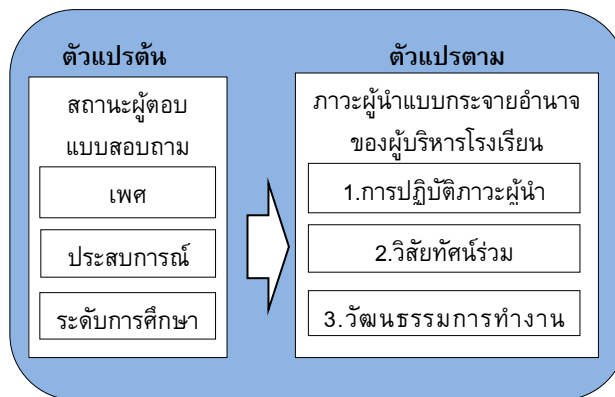 ตัวแปรต้น
สถานะผู้ตอบ
แบบสอบถาม
เพศ
ประสบการณ์
ระดับการศึกษา
ตัวแปรตาม
ภาวะผู้นำแบบกระจายอำนาจ
ของผู้บริหารโรงเรียน
1.การปฏิบัติภาวะผู้นำ
2.วิสัยทัศน์ร่วม
3.วัฒนธรรมการทำงาน